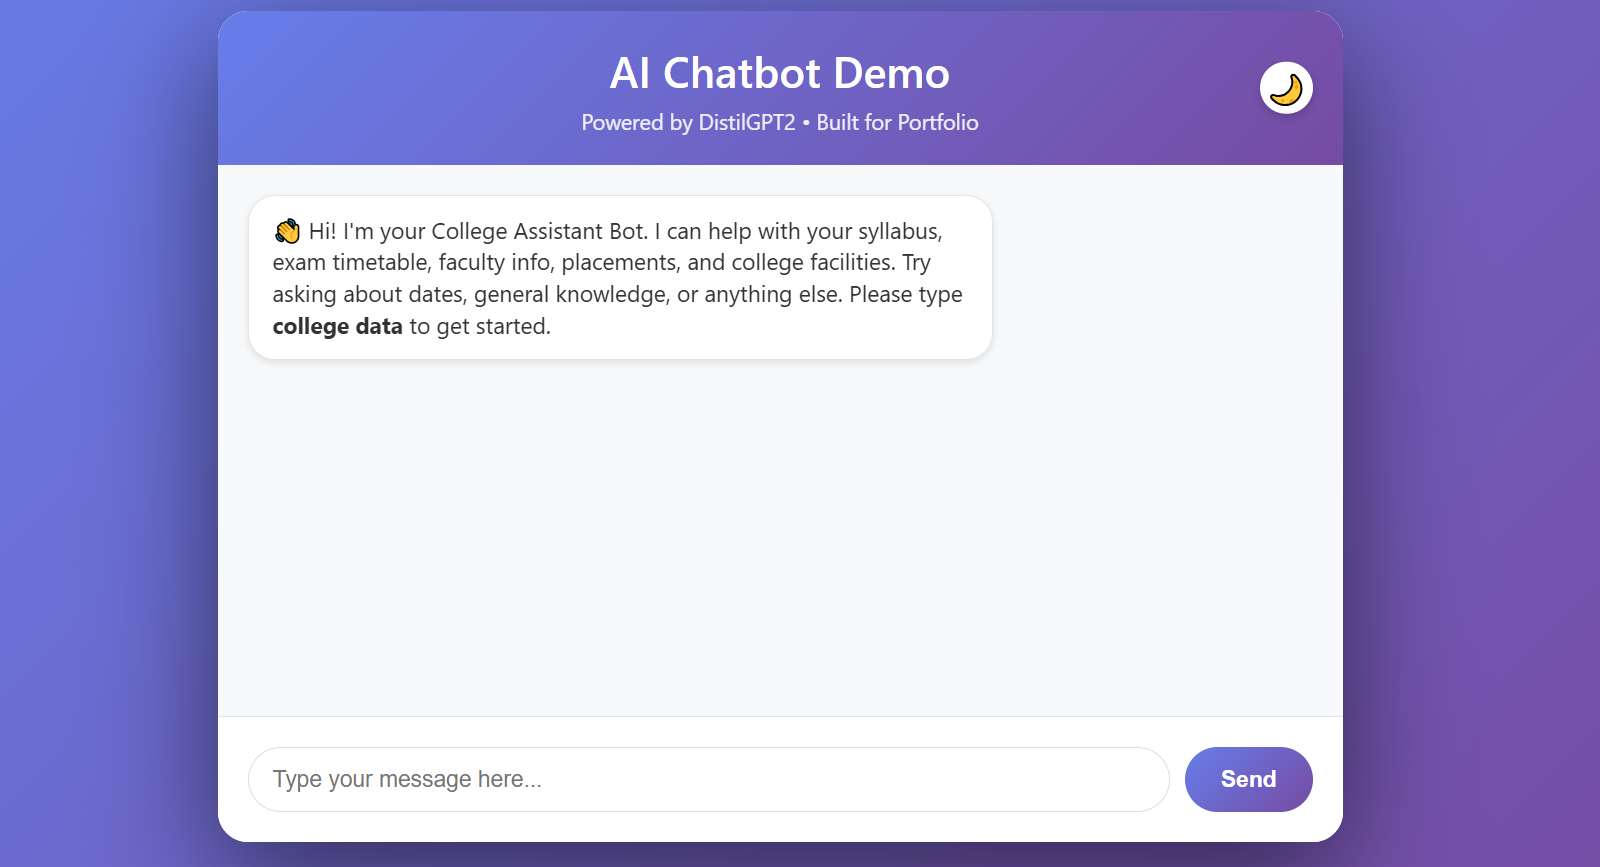 AI Chatbot Demo
Powered by DistilGPT2 • Built for Portfolio
👋 Hi! I'm your College Assistant Bot. I can help with your syllabus,
exam timetable, faculty info, placements, and college facilities. Try
asking about dates, general knowledge, or anything else. Please type
college data to get started.
Type your message here...
Send